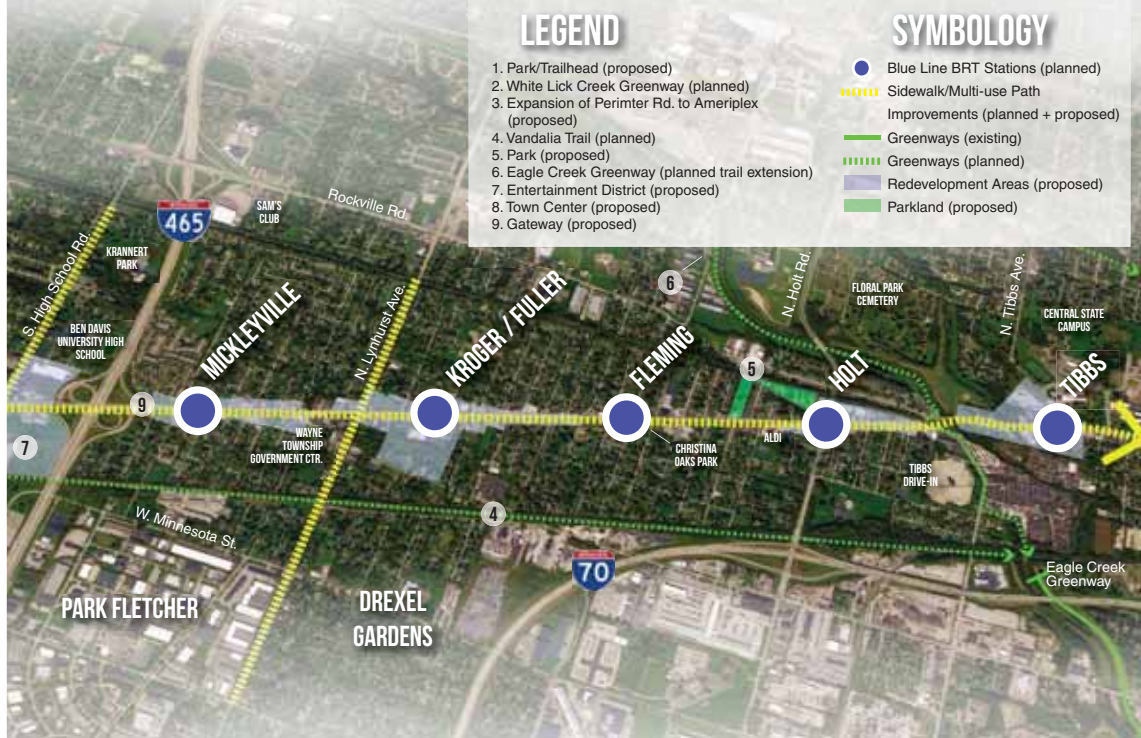 LEGEND
1. Park/Trailhead (proposed)
2. White Lick Creek Greenway (planned)
3. Expansion of Perimter Rd. to Ameriplex
(proposed)
4. Vandalia Trail (planned)
5. Park (proposed)
6. Eagle Creek Greenway (planned trail extension)
7. Entertainment District (proposed)
8. Town Center (proposed)
9. Gateway (proposed)
SYMBOLOGY
Blue Line BRT Stations (planned)
Sidewalk/Multi-use Path
Improvements (planned + proposed)
Greenways (existing)
Greenways (planned)
Redevelopment Areas (proposed)
Parkland (proposed)
465
SAM'S
CLUB
Rockville Rd.
S. High School Rd.
KRANNERT
PARK
BEN DAVIS
UNIVERSITY HIGH
SCHOOL
MICKLEYVILLE
N. Lynhurst Ave.
KROGER / FULLER
6
FLEMING
N. Holt Rd.
FLORAL PARK
CEMETERY
N. Tibbs Ave.
CENTRAL STATE
CAMPUS
5
HOLT
TIBBS
9
7
WAYNE
TOWNSHIP
GOVERNMENT CTR.
CHRISTINA
OAKS PARK
ALDI
TIBBS
DRIVE-IN
4
W. Minnesota St.
70
Eagle Creek
Greenway
PARK FLETCHER
DREXEL
GARDENS